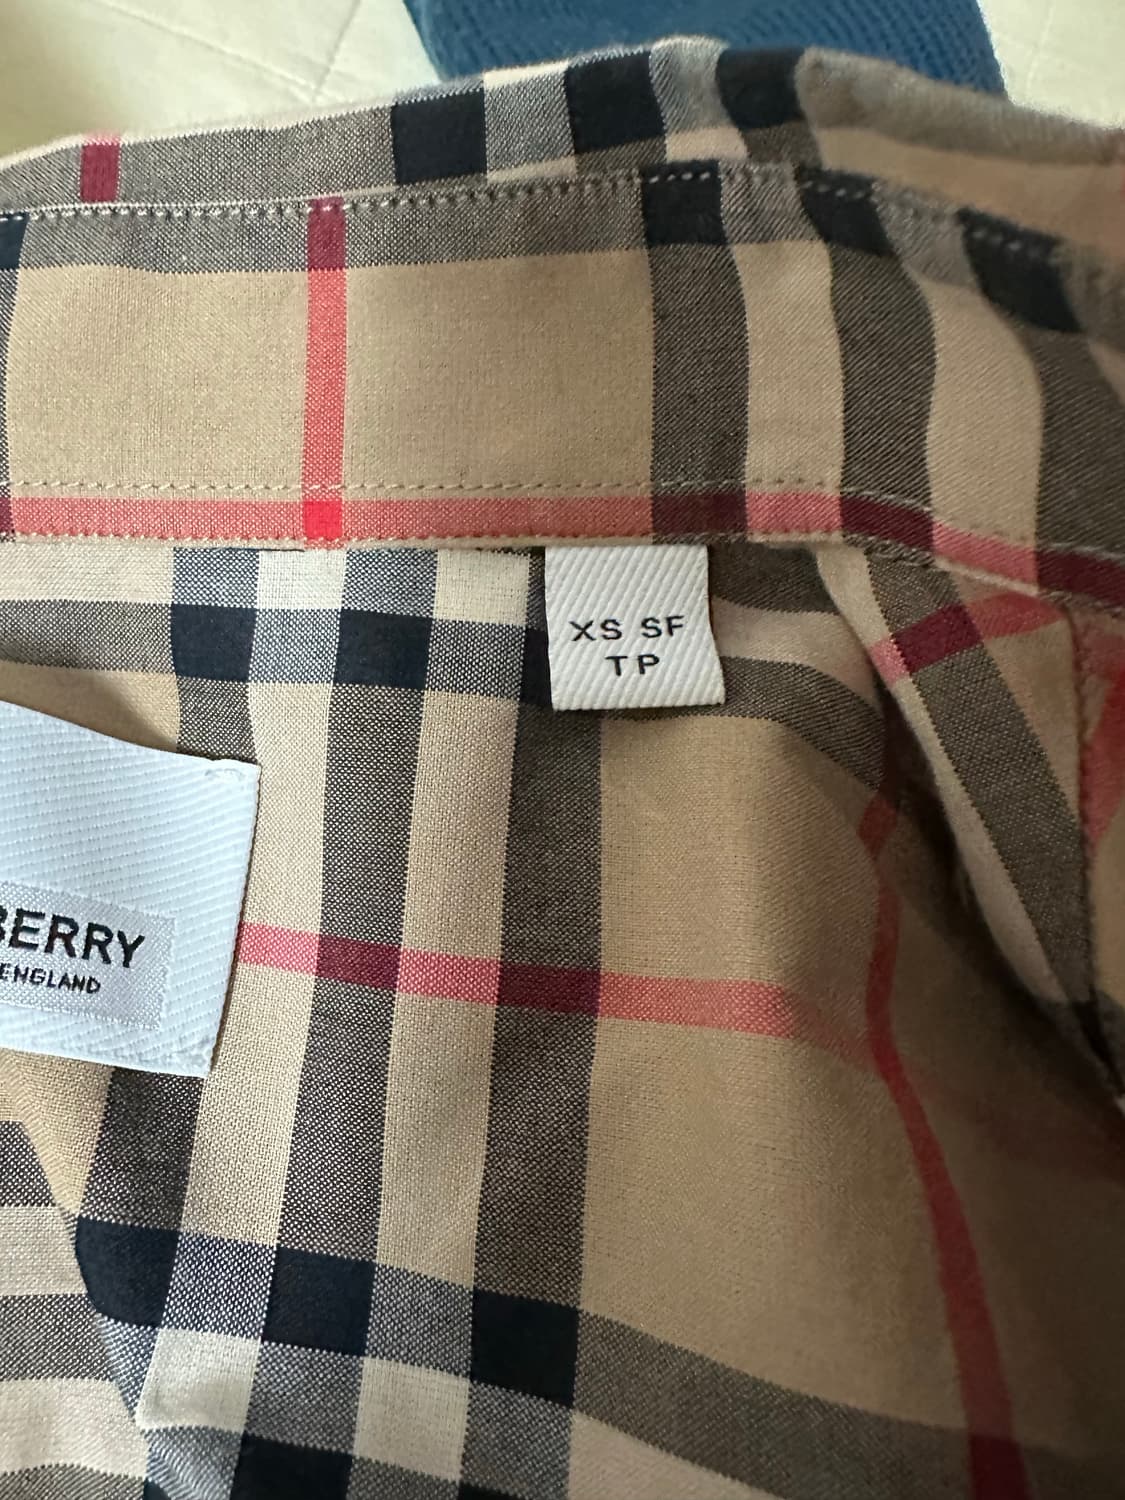 XS SF
TP
BERRY
ENGLAND